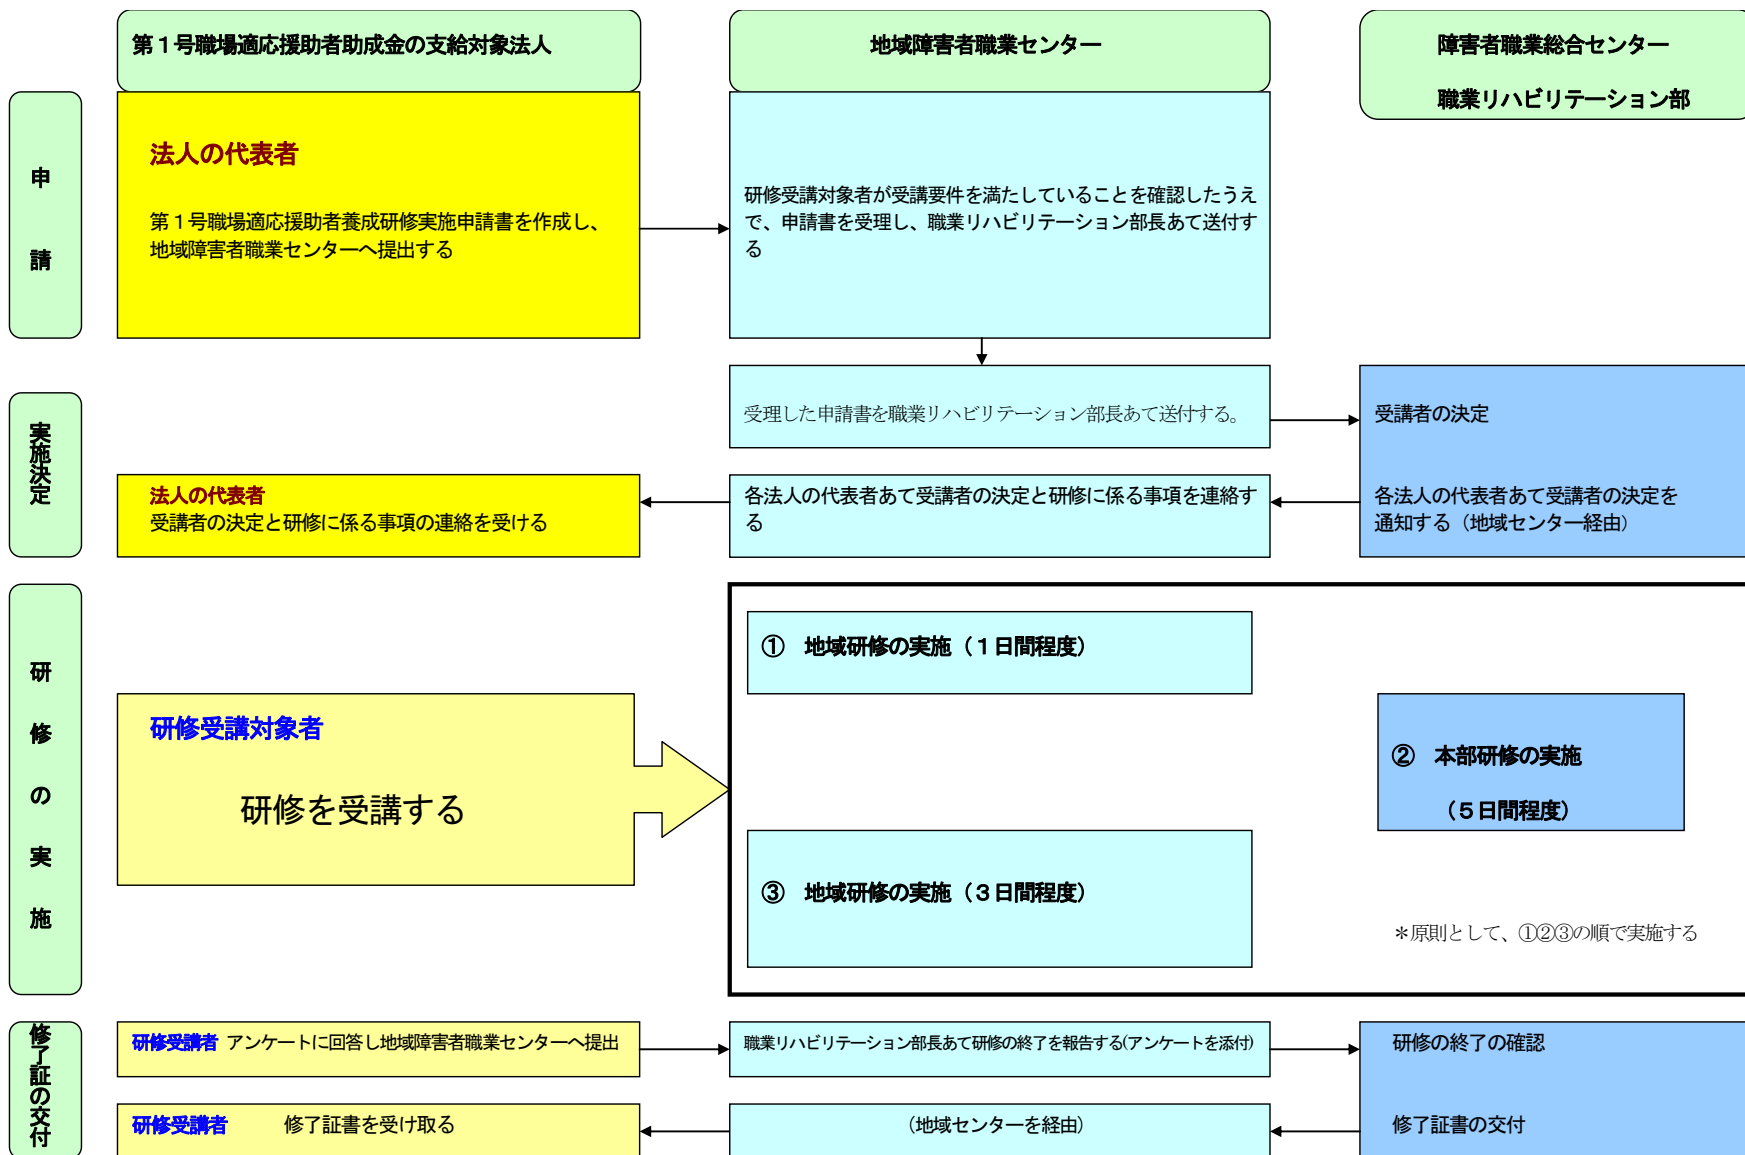 第１号職場適応援助者助成金の支給対象法人
地域障害者職業センター
障害者職業総合センター
職業リハビリテーション部
申請
法人の代表者
第１号職場適応援助者養成研修実施申請書を作成し、
地域障害者職業センターへ提出する
研修受講対象者が受講要件を満たしていることを確認したうえ
で、申請書を受理し、職業リハビリテーション部長あて送付す
る
実施決定
受理した申請書を職業リハビリテーション部長あて送付する。
受講者の決定
法人の代表者
受講者の決定と研修に係る事項の連絡を受ける
各法人の代表者あて受講者の決定と研修に係る事項を連絡す
る
各法人の代表者あて受講者の決定を
通知する（地域センター経由）
研修の実施
研修受講対象者
研修を受講する
①　地域研修の実施（１日間程度）
②　本部研修の実施
（５日間程度）
③　地域研修の実施（３日間程度）
＊原則として、①②③の順で実施する
修了証の交付
研修受講者 アンケートに回答し地域障害者職業センターへ提出
職業リハビリテーション部長あて研修の終了を報告する(アンケートを添付)
研修の終了の確認
研修受講者　　修了証書を受け取る
（地域センターを経由）
修了証書の交付